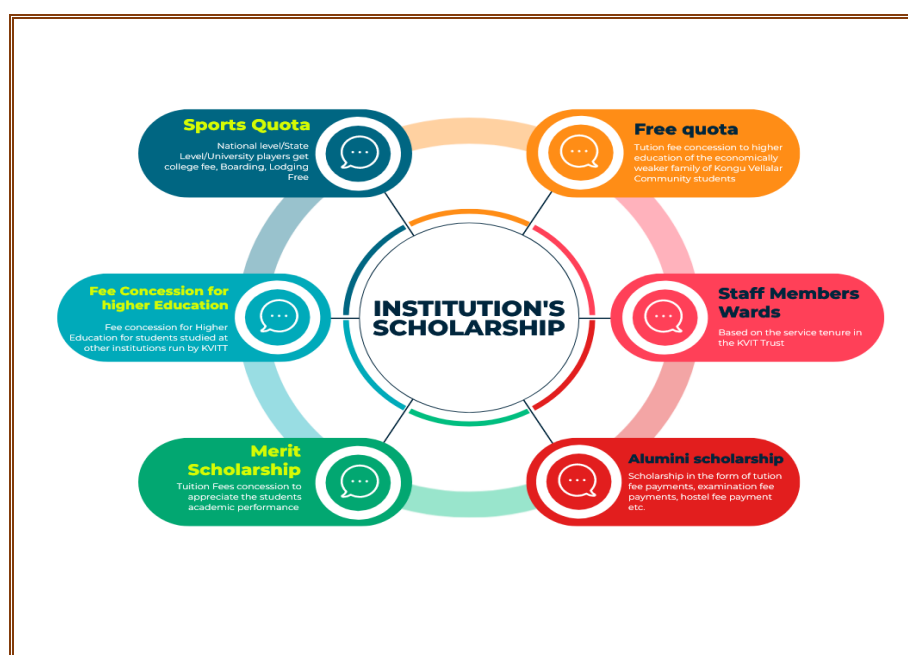 Sports Quota
National level/State
Level/University players get
college fee, Boarding, Lodging
Free
Free quota
Tution fee concession to higher
education of the economically
weaker family of Kongu Vellalar
Community students
Fee Concession for
higher Education
Fee concession for Higher
Education for students studied at
other institutions run by KVITT
INSTITUTION'S
SCHOLARSHIP
Staff Members
Wards
Based on the service tenure in
the KVIT Trust
Merit
Scholarship
Tuition Fees concession to
appreciate the students
academic performance
Alumini scholarship
Scholarship in the form of tution
fee payments, examination fee
payments, hostel fee payment
etc.